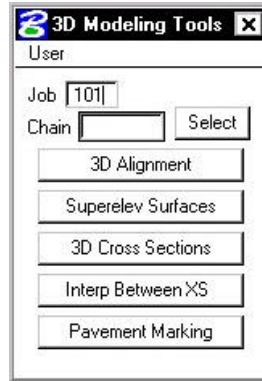 3D Modeling Tools
User
Job 101
Chain Select
3D Alignment
Superelev Surfaces
3D Cross Sections
Interp Between XS
Pavement Marking